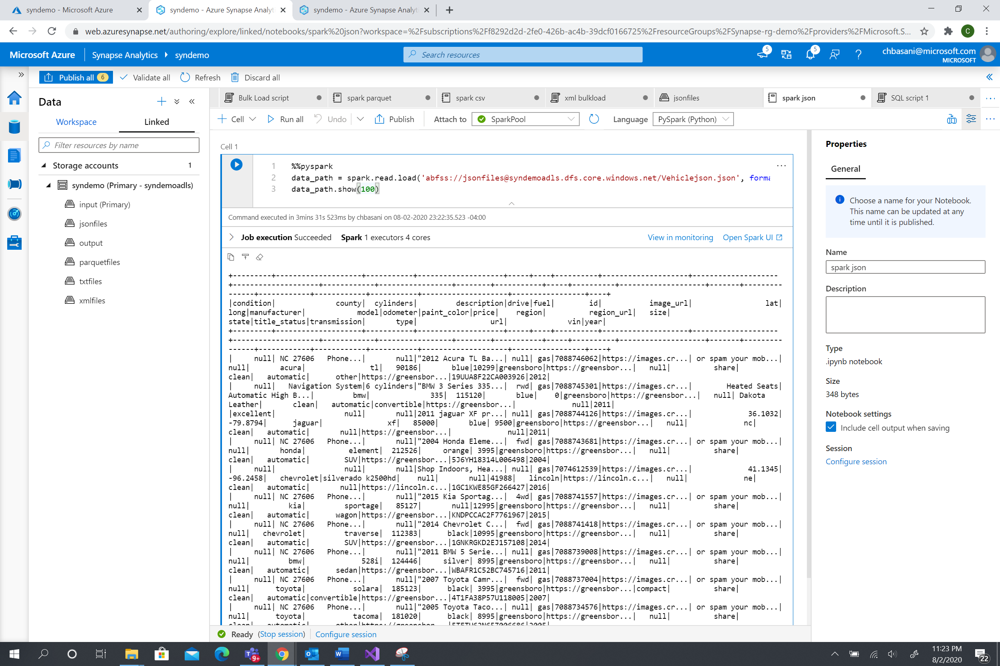 syndemo - Microsoft Azure
syndemo - Azure Synapse Analyt
syndemo - Azure Synapse Analyti
web.azuresynapse.net/authoring/explore/linked/notebooks/spark%20json?workspace=%2Fsubscriptions%2Ff8292d2d-2fe0-426b-ac4b-39dcf0166725%2FresourceGroups%2FSynapse-rg-demo%2Fproviders%2FMicrosoft.S...
C
Microsoft Azure
Synapse Analytics
syndemo
Search resources
5
5
chbasani@microsoft.com
MICROSOFT
Publish all 6
Validate all
Refresh
Discard all
Data
Workspace
Linked
Filter resources by name
Storage accounts 1
syndemo (Primary - syndemoadls)
input (Primary)
jsonfiles
output
parquetfiles
txtfiles
xmlfiles
Bulk Load script
spark parquet
spark csv
xml bulkload
jsonfiles
spark json
SQL script 1
Cell
Run all
Undo
Publish
Attach to
SparkPool
Language
PySpark (Python)
Cell 1
1 %%pyspark
2 data_path = spark.read.load('abfss://jsonfiles@syndemoadls.dfs.core.windows.net/Vehiclejson.json', forma
3 data_path.show(100)
Command executed in 3mins 31s 523ms by chbasani on 08-02-2020 23:22:35.523 -04:00
Job execution Succeeded Spark 1 executors 4 cores
View in monitoring
Open Spark UI
|condition| county| cylinders| description|drive|fuel| id| image_url| lat|
long|manufacturer| model|odometer|paint_color|price| region| region_url| size|
state|title_status|transmission| type| url| vin|year|
| null| NC 27606 Phone...| null|"2012 Acura TL Ba...| null| gas|7088746062|https://images.cr...| or spam your mob...|
null| acura| tl| 90186| blue|10299|greensboro|https://greensbor...| null| share|
clean| automatic| other|https://greensbor...|19UUA8F22CA003926|2012|
| null| Navigation System|6 cylinders|"BMW 3 Series 335...| rwd| gas|7088745301|https://images.cr...| Heated Seats|
Automatic High B...| bmw| 335| 115120| blue| 0|greensboro|https://greensbor...| null| Dakota
Leather| clean| automatic|convertible|https://greensbor...| null|2011|
|excellent| null| null|2011 jaguar XF pr...| null| gas|7088744126|https://images.cr...| 36.1032|
-79.8794| jaguar| xf| 85000| blue| 9500|greensboro|https://greensbor...| null| nc|
clean| automatic| null|https://greensbor...| null|2011|
| null| NC 27606 Phone...| null|"2004 Honda Eleme...| fwd| gas|7088743681|https://images.cr...| or spam your mob...|
null| honda| element| 212526| orange| 3995|greensboro|https://greensbor...| null| share|
clean| automatic| SUV|https://greensbor...|5J6YH18314L006498|2004|
| null| null| null|Shop Indoors, Hea...| null| gas|7074612539|https://images.cr...| 41.1345|
-96.2458| chevrolet|silverado k2500hd| null| null|41988| lincoln|https://lincoln.c...| null| ne|
clean| automatic| null|https://lincoln.c...|1GC1KWE85GF266427|2016|
| null| NC 27606 Phone...| null|"2015 Kia Sportag...| 4wd| gas|7088741557|https://images.cr...| or spam your mob...|
null| kia| sportage| 85127| null|12995|greensboro|https://greensbor...| null| share|
clean| automatic| wagon|https://greensbor...|KNDPCCAC2F7761967|2015|
| null| NC 27606 Phone...| null|"2014 Chevrolet C...| fwd| gas|7088741418|https://images.cr...| or spam your mob...|
null| chevrolet| traverse| 112383| black|10995|greensboro|https://greensbor...| null| share|
clean| automatic| SUV|https://greensbor...|1GNKRGKD2EJ157108|2014|
| null| NC 27606 Phone...| null|"2011 BMW 5 Serie...| null| gas|7088739008|https://images.cr...| or spam your mob...|
null| bmw| 528i| 124446| silver| 8995|greensboro|https://greensbor...| null| share|
clean| automatic| sedan|https://greensbor...|WBAFR1C52BC745716|2011|
| null| NC 27606 Phone...| null|"2007 Toyota Camr...| fwd| gas|7088737004|https://images.cr...| or spam your mob...|
null| toyota| solara| 185123| black| 3995|greensboro|https://greensbor...|compact| share|
clean| automatic|convertible|https://greensbor...|4T1FA38P57U118005|2007|
| null| NC 27606 Phone...| null|"2005 Toyota Taco...| null| gas|7088734576|https://images.cr...| or spam your mob...|
null| toyota| tacoma| 181020| black| 8995|greensboro|https://greensbor...| null| share|
Ready (Stop session)
Configure session
Properties
General
Choose a name for your Notebook.
This name can be updated at any
time until it is published.
Name
spark json
Description
Type
.ipynb notebook
Size
348 bytes
Notebook settings
Include cell output when saving
Session
Configure session
9+
11:23 PM
8/2/2020
22